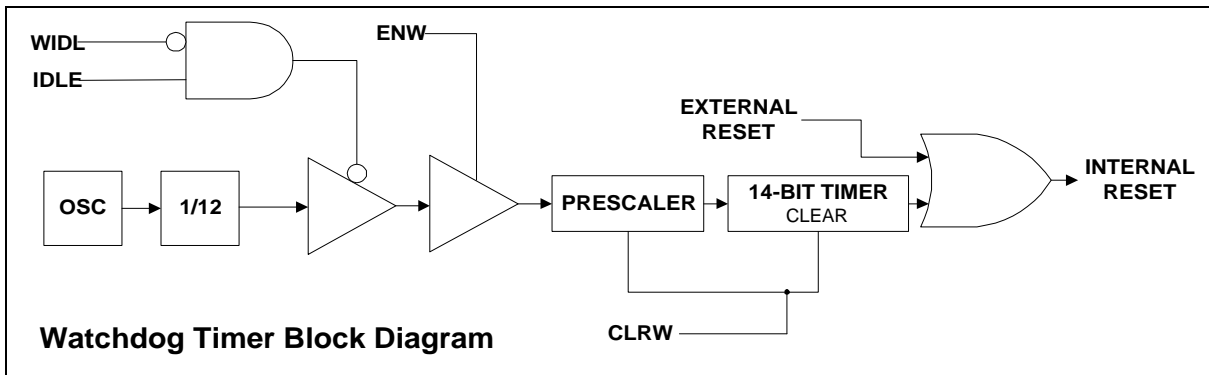 WIDL
IDLE
ENW
EXTERNAL
RESET
INTERNAL
RESET
OSC
1/12
PRESCALER
14-BIT TIMER
CLEAR
CLRW
Watchdog Timer Block Diagram